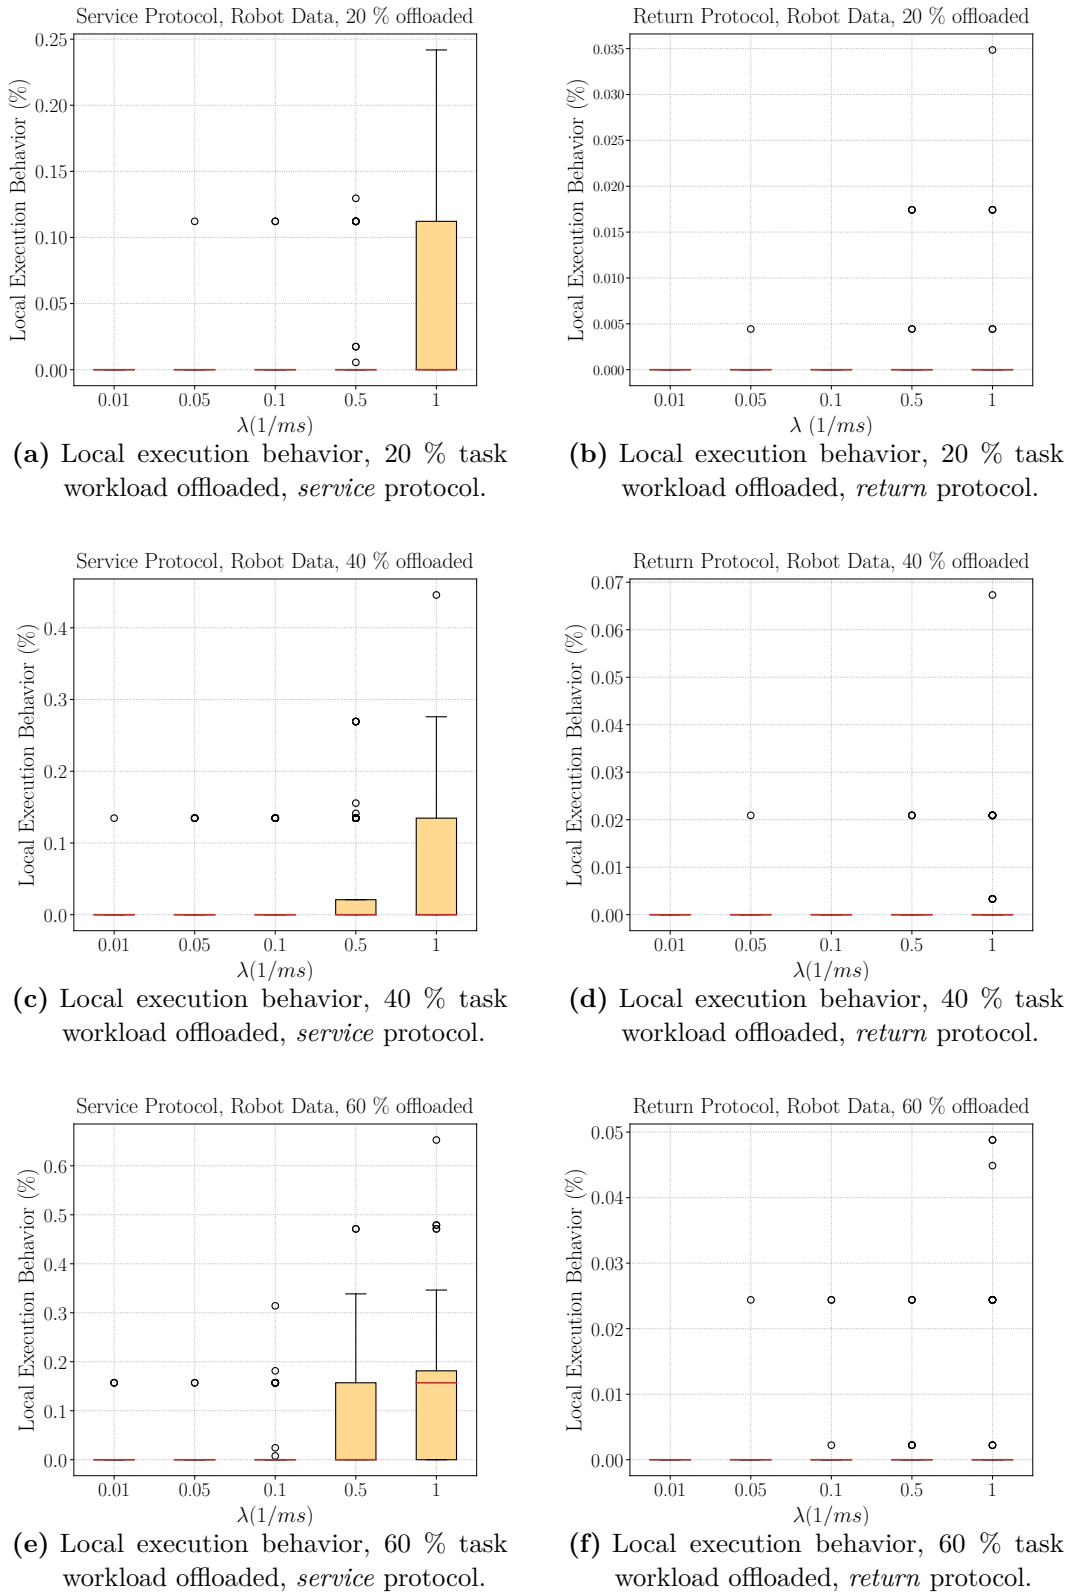 Service Protocol, Robot Data, 20 % offloaded
Local Execution Behavior (%)
0.25
0.20
0.15
0.10
0.05
0.00
0.01 0.05 0.1 0.5 1
λ(1/ms)
(a) Local execution behavior, 20 % task
workload offloaded, service protocol.
Return Protocol, Robot Data, 20 % offloaded
Local Execution Behavior (%)
0.035
0.030
0.025
0.020
0.015
0.010
0.005
0.000
0.01 0.05 0.1 0.5 1
λ (1/ms)
(b) Local execution behavior, 20 % task
workload offloaded, return protocol.
Service Protocol, Robot Data, 40 % offloaded
Local Execution Behavior (%)
0.4
0.3
0.2
0.1
0.0
0.01 0.05 0.1 0.5 1
λ(1/ms)
(c) Local execution behavior, 40 % task
workload offloaded, service protocol.
Return Protocol, Robot Data, 40 % offloaded
Local Execution Behavior (%)
0.07
0.06
0.05
0.04
0.03
0.02
0.01
0.00
0.01 0.05 0.1 0.5 1
λ(1/ms)
(d) Local execution behavior, 40 % task
workload offloaded, return protocol.
Service Protocol, Robot Data, 60 % offloaded
Local Execution Behavior (%)
0.6
0.5
0.4
0.3
0.2
0.1
0.0
0.01 0.05 0.1 0.5 1
λ(1/ms)
(e) Local execution behavior, 60 % task
workload offloaded, service protocol.
Return Protocol, Robot Data, 60 % offloaded
Local Execution Behavior (%)
0.05
0.04
0.03
0.02
0.01
0.00
0.01 0.05 0.1 0.5 1
λ(1/ms)
(f) Local execution behavior, 60 % task
workload offloaded, return protocol.